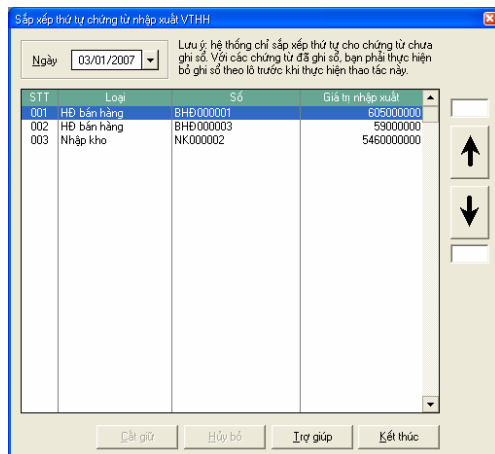 Sắp xếp thứ tự chứng từ nhập xuất VTHH
Ngày 03/01/2007
Lưu ý: hệ thống chỉ sắp xếp thứ tự cho chứng từ chưa
ghi sổ. Với các chứng từ đã ghi sổ, bạn phải thực hiện
bỏ ghi sổ theo lô trước khi thực hiện thao tác này.
STT Loại Số Giá trị nhập xuất
001 HĐ bán hàng BHĐ000001 605000000
002 HĐ bán hàng BHĐ000003 59000000
003 Nhập kho NK000002 5460000000
Cất giữ Hủy bỏ Trợ giúp Kết thúc